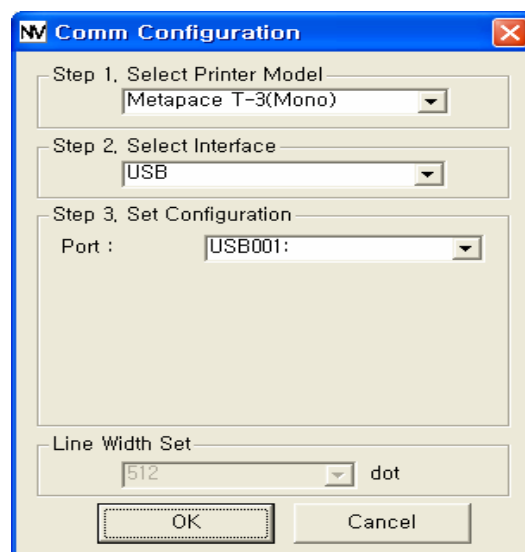 NV Comm Configuration
Step 1, Select Printer Model
Metapace T-3(Mono)
Step 2, Select Interface
USB
Step 3, Set Configuration
Port : USB001:
Line Width Set
512 dot
OK Cancel